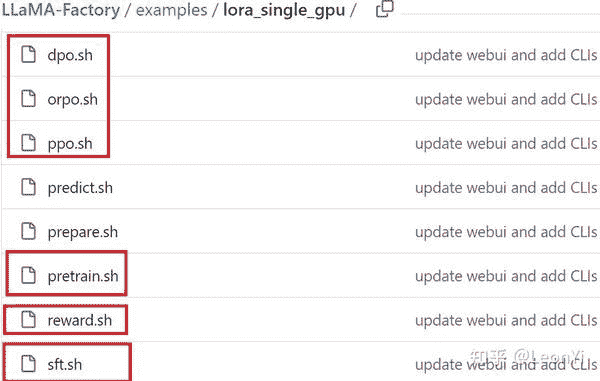 LLaMA-Factory / examples / lora_single_gpu /
dpo.sh update webui and add CLIs
orpo.sh update webui and add CLIs
ppo.sh update webui and add CLIs
predict.sh update webui and add CLIs
prepare.sh update webui and add CLIs
pretrain.sh update webui and add CLIs
reward.sh update webui and add CLIs
sft.sh update webui and add CLIs
知乎 @LeonYi